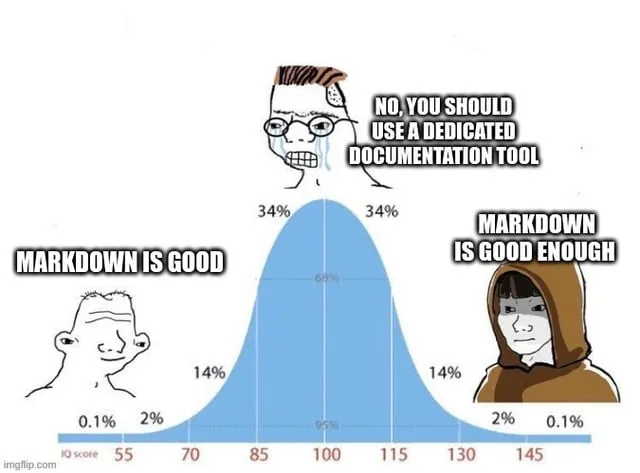 NO, YOU SHOULD
USE A DEDICATED
DOCUMENTATION TOOL
34%
34%
MARKDOWN
IS GOOD ENOUGH
MARKDOWN IS GOOD
68%
14%
14%
0.1%
2%
95%
2%
0.1%
IQ score
55
70
85
100
115
130
145
imgflip.com